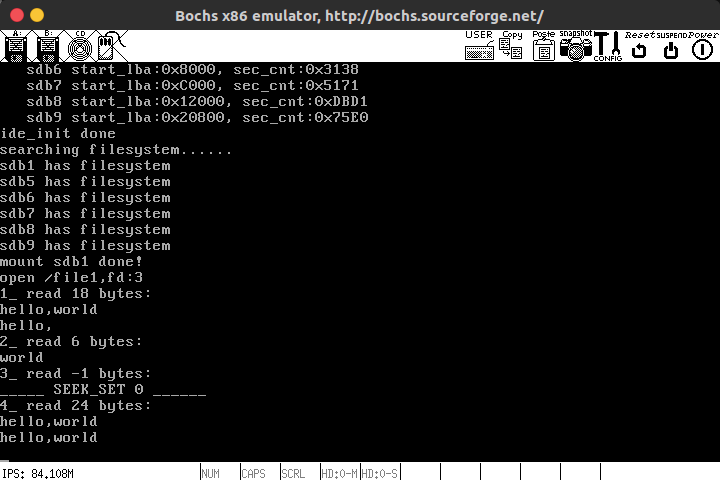 Bochs x86 emulator, http://bochs.sourceforge.net/
A: B: CD USER Copy Paste Snapshot CONFIG Reset SUSPEND Power
sdb6 start_lba:0x8000, sec_cnt:0x3138
sdb7 start_lba:0xC000, sec_cnt:0x5171
sdb8 start_lba:0x12000, sec_cnt:0xDBD1
sdb9 start_lba:0x20800, sec_cnt:0x75E0
ide_init done
searching filesystem......
sdb1 has filesystem
sdb5 has filesystem
sdb6 has filesystem
sdb7 has filesystem
sdb8 has filesystem
sdb9 has filesystem
mount sdb1 done!
open /file1,fd:3
1_ read 18 bytes:
hello,world
hello,
2_ read 6 bytes:
world
3_ read -1 bytes:
_____ SEEK_SET 0 ______
4_ read 24 bytes:
hello,world
hello,world
_
IPS: 84.108M NUM CAPS SCRL HD:0-M HD:0-S